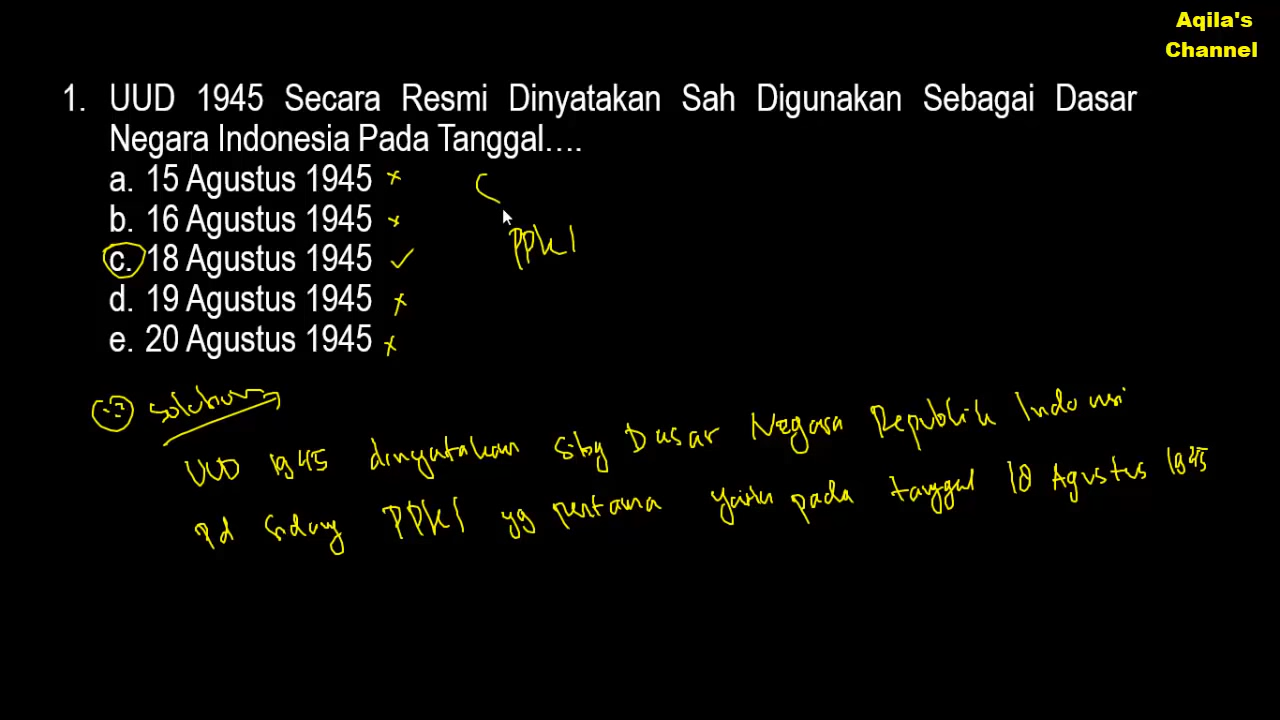 Aqila's
Channel
1. UUD 1945 Secara Resmi Dinyatakan Sah Digunakan Sebagai Dasar
Negara Indonesia Pada Tanggal....
a. 15 Agustus 1945 ×
b. 16 Agustus 1945 ×
c. 18 Agustus 1945 ✓
d. 19 Agustus 1945 ×
e. 20 Agustus 1945 ×
PPKI
UUD 1945 dinyatakan sbg Dasar Negara Republik Indonesi
pd sidang PPKI yg pertama yaitu pada tanggal 18 Agustus 1945